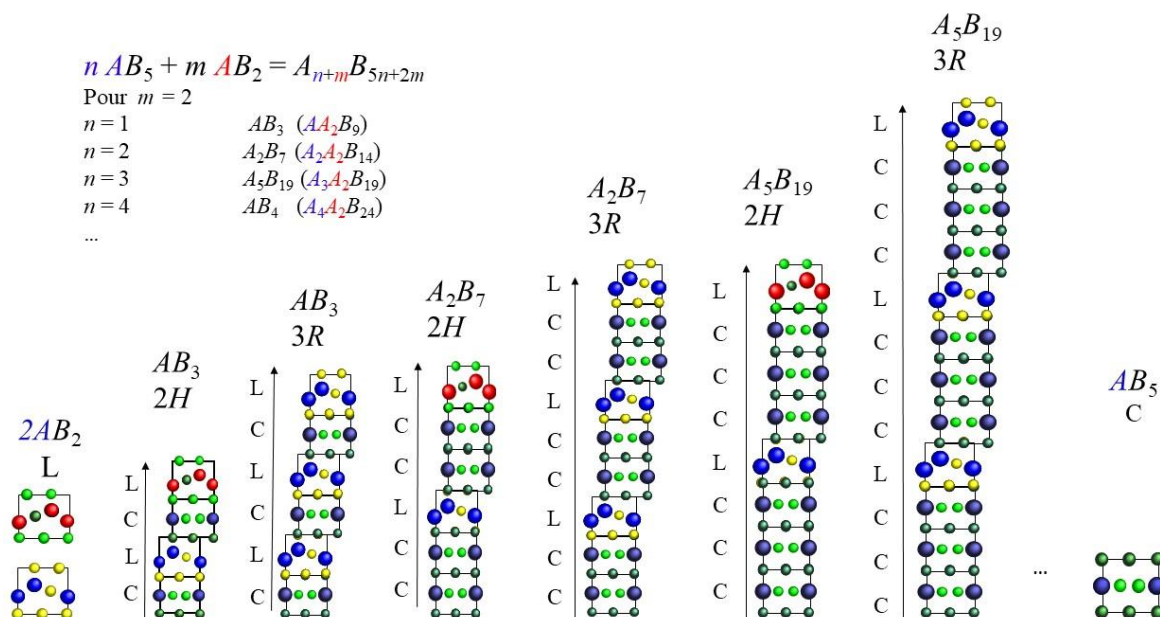 n AB₅ + m AB₂ = Aₙ₊ₘB₅ₙ₊₂ₘ
Pour m = 2
n = 1 AB₃ (AA₂B₉)
n = 2 A₂B₇ (A₂A₂B₁₄)
n = 3 A₅B₁₉ (A₃A₂B₁₉)
n = 4 AB₄ (A₄A₂B₂₄)
...
2AB₂
L
AB₃
2H
L
C
L
C
AB₃
3R
L
C
L
C
L
C
A₂B₇
2H
L
C
C
L
C
C
A₂B₇
3R
L
C
C
L
C
C
L
C
C
A₅B₁₉
2H
L
C
C
C
L
C
C
C
A₅B₁₉
3R
L
C
C
C
L
C
C
C
L
C
C
C
...
AB₅
C